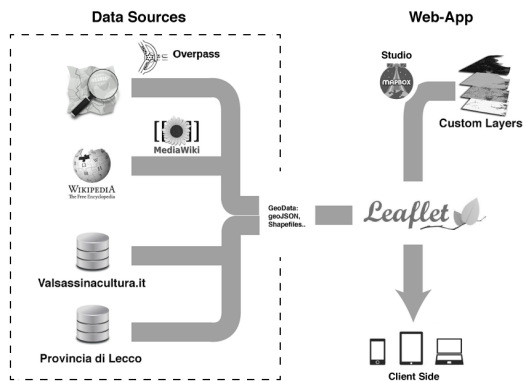 Data Sources
Overpass
[[ ]]
MediaWiki
WIKIPEDIA
The Free Encyclopedia
Valsassinacultura.it
Provincia di Lecco
GeoData:
geoJSON,
Shapefiles..
Web-App
Studio
MAPBOX
Custom Layers
Leaflet
Client Side